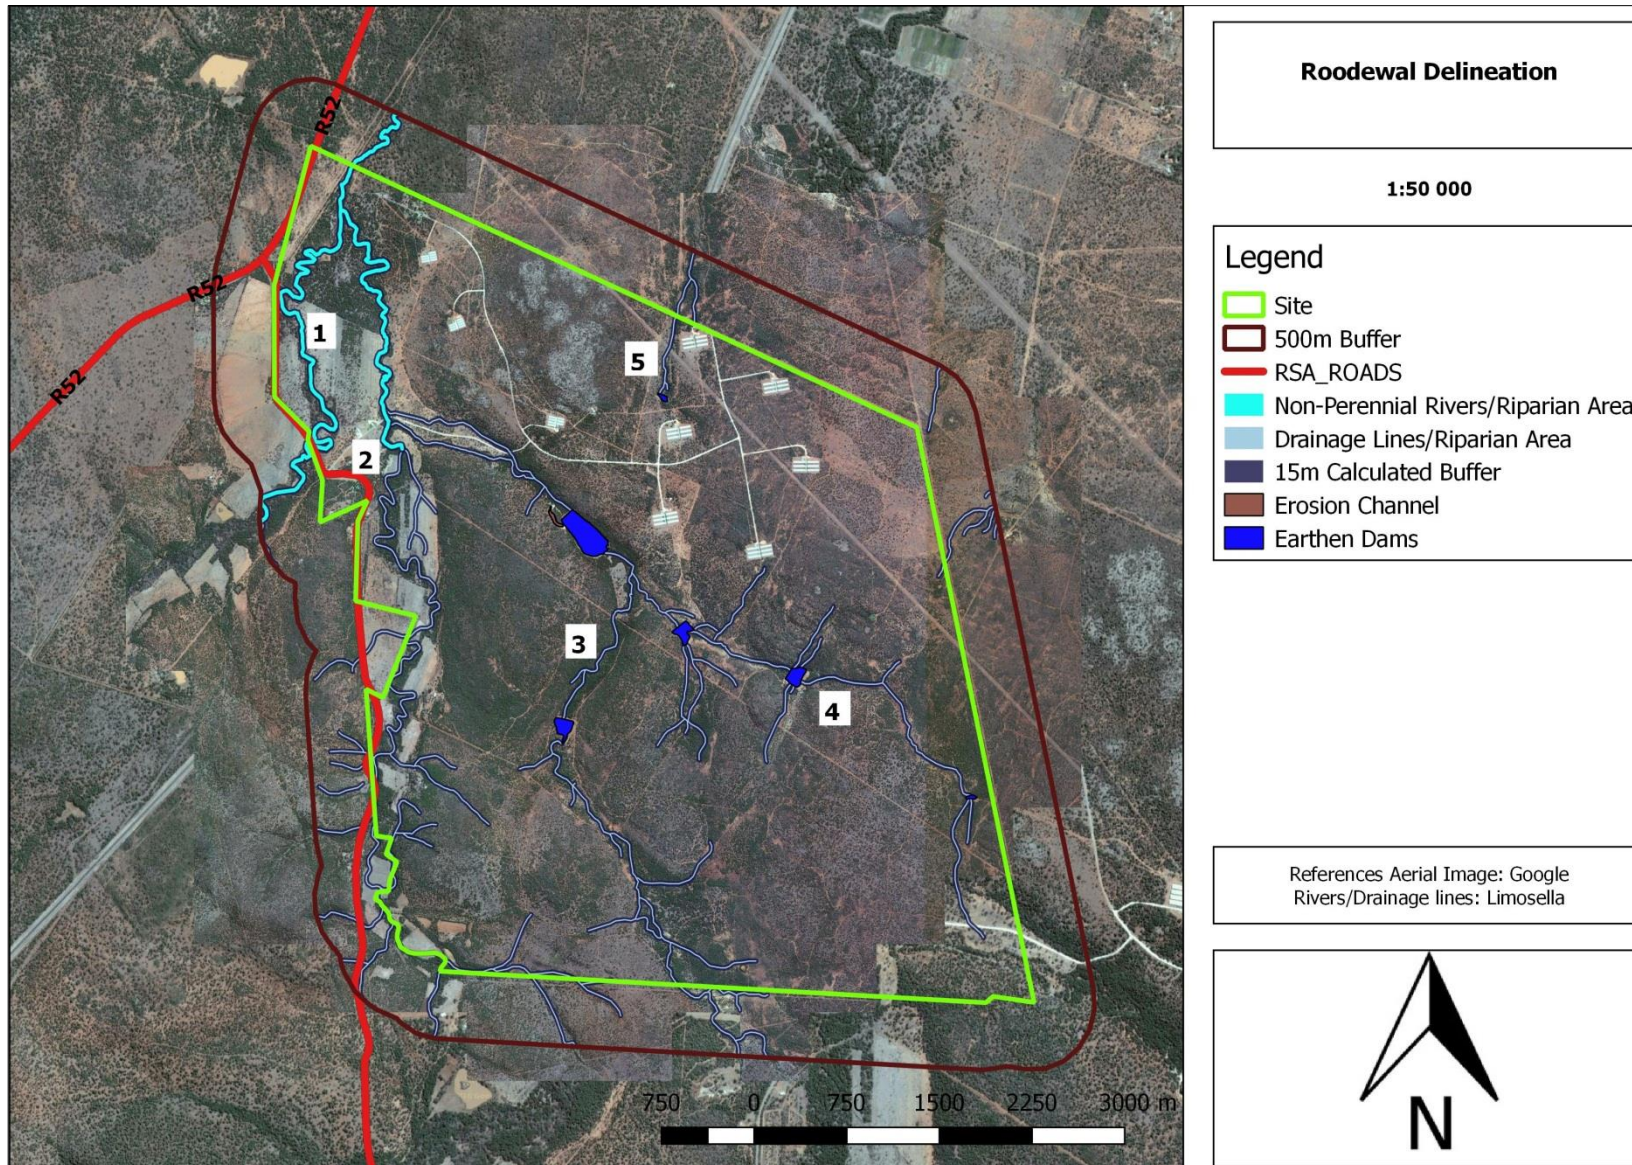 Roodewal Delineation
1:50 000
Legend
Site
500m Buffer
RSA_ROADS
Non-Perennial Rivers/Riparian Area
Drainage Lines/Riparian Area
15m Calculated Buffer
Erosion Channel
Earthen Dams
References Aerial Image: Google
Rivers/Drainage lines: Limosella
N
R52
R52
R52
1
2
3
4
5
750 0 750 1500 2250 3000 m